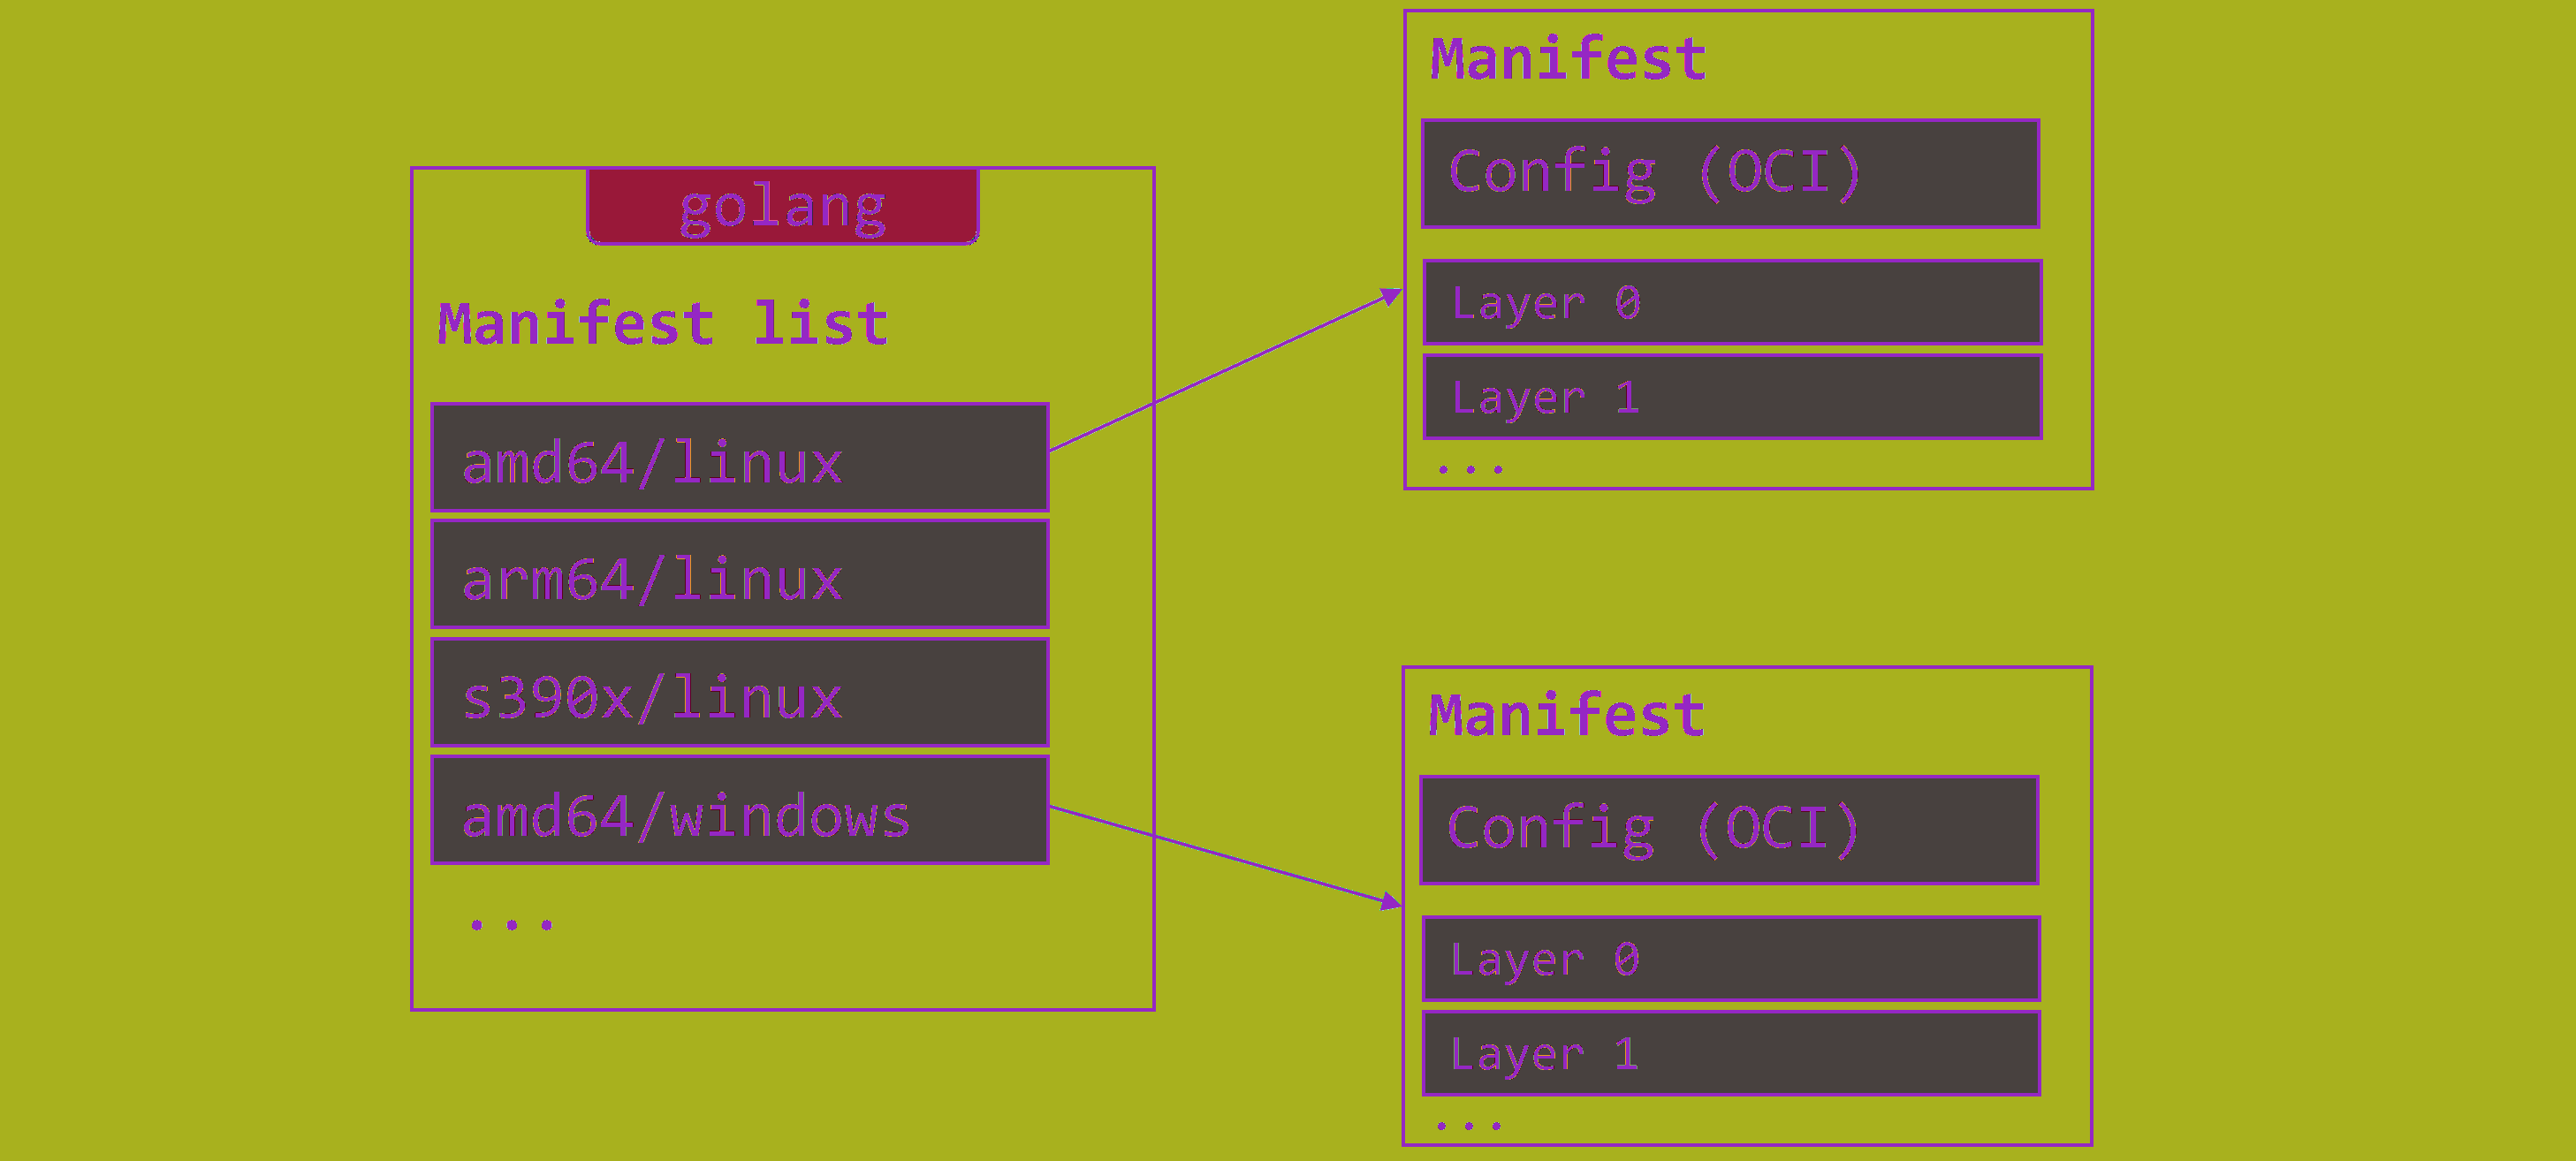 golang
Manifest list
amd64/linux
arm64/linux
s390x/linux
amd64/windows
...
Manifest
Config (OCI)
Layer 0
Layer 1
...
Manifest
Config (OCI)
Layer 0
Layer 1
...